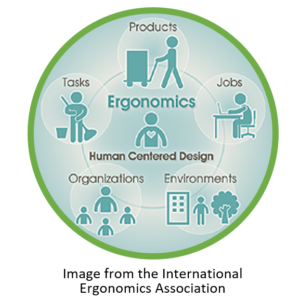 Products
Tasks
Jobs
Ergonomics
Human Centered Design
Organizations
Environments
Image from the International
Ergonomics Association